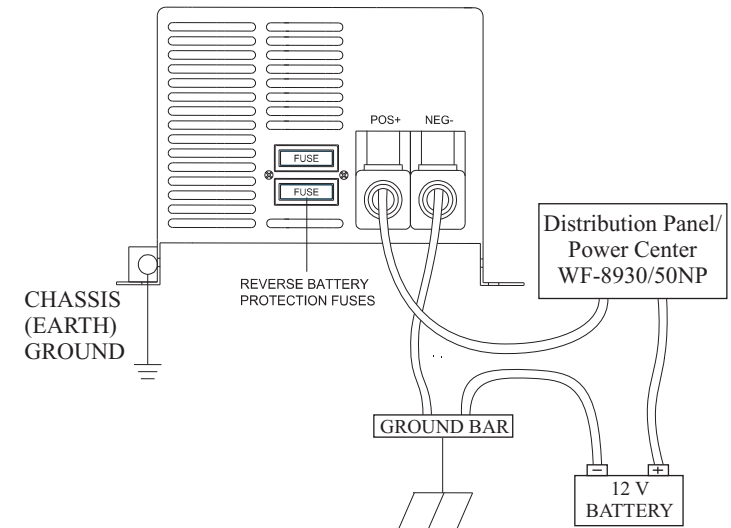 POS+ NEG-
FUSE
FUSE
Distribution Panel/
Power Center
WF-8930/50NP
REVERSE BATTERY
PROTECTION FUSES
CHASSIS
(EARTH)
GROUND
GROUND BAR
− +
12 V
BATTERY